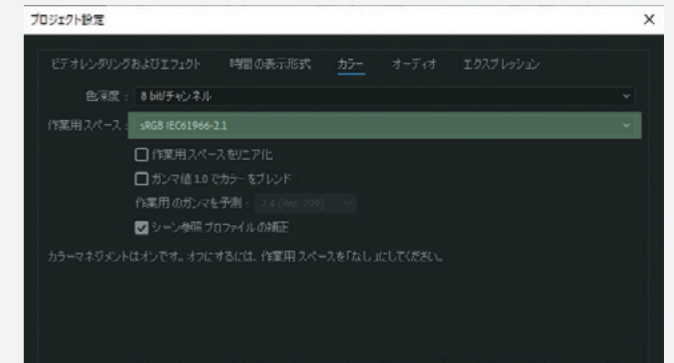 プロジェクト設定
ビデオレンダリングおよびエフェクト 時間の表示形式 カラー オーディオ エクスプレッション
色深度： 8 bit/チャンネル
作業用スペース： sRGB IEC61966-2.1
作業用スペースをリニア化
ガンマ値 1.0 でカラーをブレンド
作業用のガンマを予測： 2.4 (Rec. 709)
シーン参照プロファイルの補正
カラーマネジメントはオンです。オフにするには、作業用スペースを「なし」にしてください。